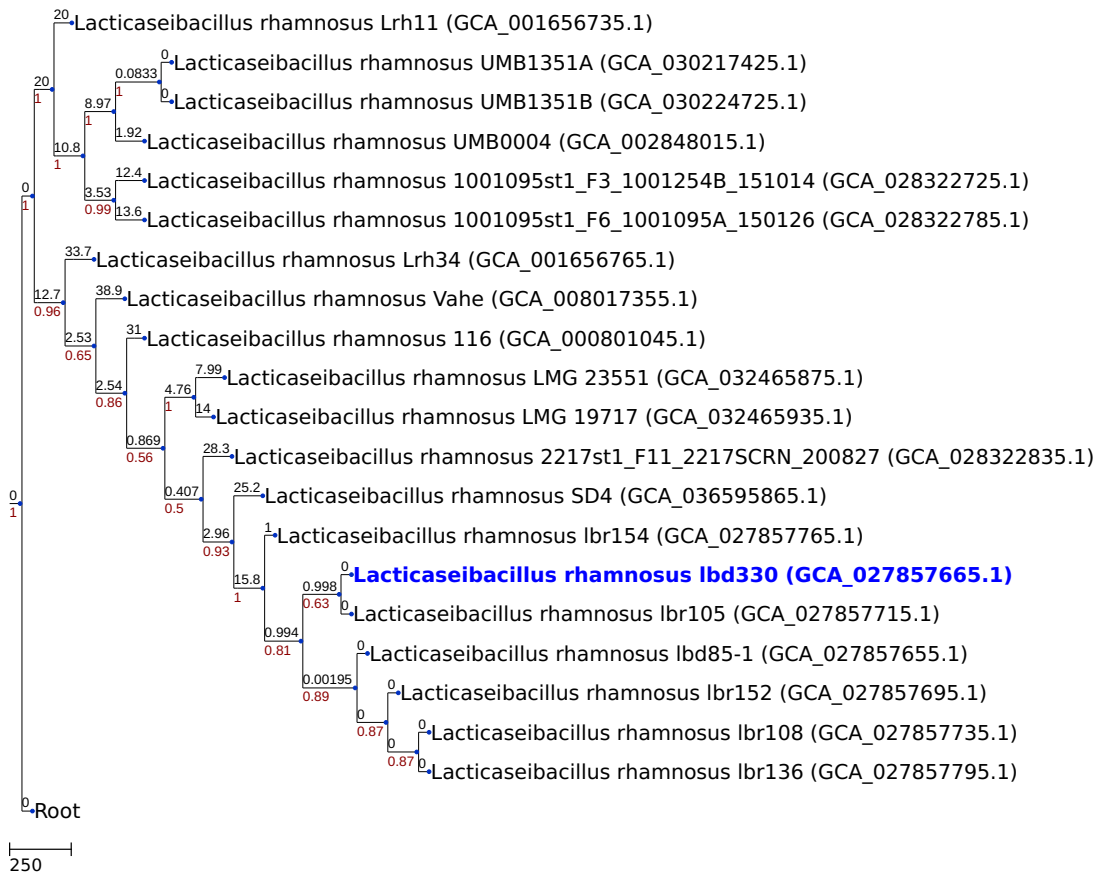 20
Lacticaseibacillus rhamnosus Lrh11 (GCA_001656735.1)
0
Lacticaseibacillus rhamnosus UMB1351A (GCA_030217425.1)
0.0833
1
20
1
0
Lacticaseibacillus rhamnosus UMB1351B (GCA_030224725.1)
8.97
1
1.92
Lacticaseibacillus rhamnosus UMB0004 (GCA_002848015.1)
10.8
1
12.4
Lacticaseibacillus rhamnosus 1001095st1_F3_1001254B_151014 (GCA_028322725.1)
0
1
3.53
0.99
13.6
Lacticaseibacillus rhamnosus 1001095st1_F6_1001095A_150126 (GCA_028322785.1)
33.7
Lacticaseibacillus rhamnosus Lrh34 (GCA_001656765.1)
12.7
0.96
38.9
Lacticaseibacillus rhamnosus Vahe (GCA_008017355.1)
2.53
0.65
31
Lacticaseibacillus rhamnosus 116 (GCA_000801045.1)
7.99
Lacticaseibacillus rhamnosus LMG 23551 (GCA_032465875.1)
2.54
0.86
4.76
1
14
Lacticaseibacillus rhamnosus LMG 19717 (GCA_032465935.1)
0.869
0.56
28.3
Lacticaseibacillus rhamnosus 2217st1_F11_2217SCRN_200827 (GCA_028322835.1)
0
1
0.407
0.5
25.2
Lacticaseibacillus rhamnosus SD4 (GCA_036595865.1)
2.96
0.93
1
Lacticaseibacillus rhamnosus lbr154 (GCA_027857765.1)
0
Lacticaseibacillus rhamnosus lbd330 (GCA_027857665.1)
15.8
1
0.998
0.63
0
Lacticaseibacillus rhamnosus lbr105 (GCA_027857715.1)
0.994
0.81
0
Lacticaseibacillus rhamnosus lbd85-1 (GCA_027857655.1)
0.00195
0.89
0
Lacticaseibacillus rhamnosus lbr152 (GCA_027857695.1)
0
0.87
0
Lacticaseibacillus rhamnosus lbr108 (GCA_027857735.1)
0
0.87
0
Lacticaseibacillus rhamnosus lbr136 (GCA_027857795.1)
0
Root
250